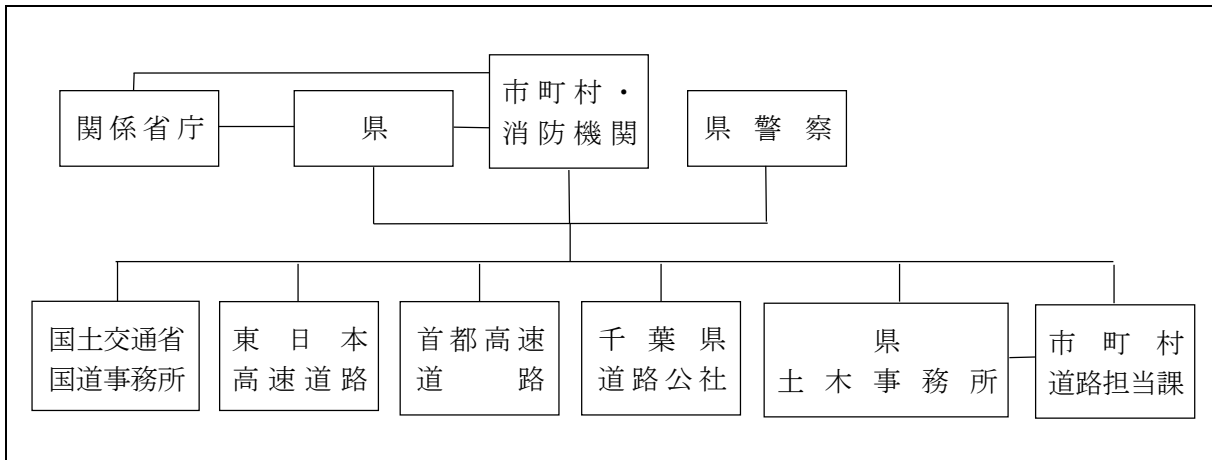 市町村・
消防機関
関係省庁
県
県警察
国土交通省
国道事務所
東日本
高速道路
首都高速
道路
千葉県
道路公社
県
土木事務所
市町村
道路担当課